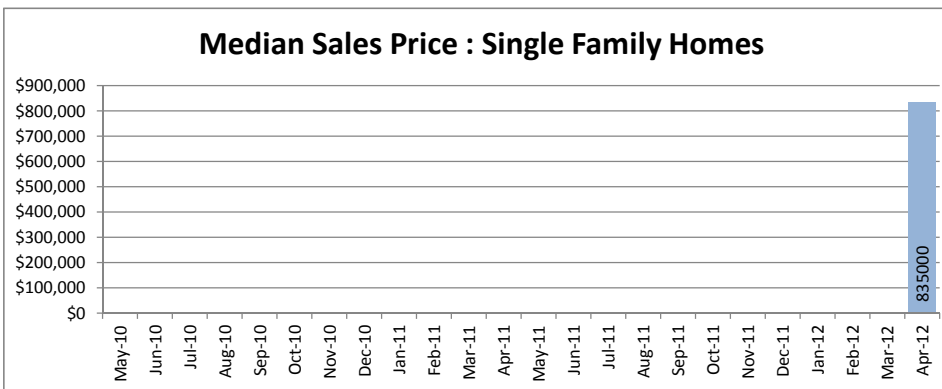 Median Sales Price : Single Family Homes
$900,000
$800,000
$700,000
$600,000
$500,000
$400,000
$300,000
$200,000
$100,000
$0
835000
May-10
Jun-10
Jul-10
Aug-10
Sep-10
Oct-10
Nov-10
Dec-10
Jan-11
Feb-11
Mar-11
Apr-11
May-11
Jun-11
Jul-11
Aug-11
Sep-11
Oct-11
Nov-11
Dec-11
Jan-12
Feb-12
Mar-12
Apr-12